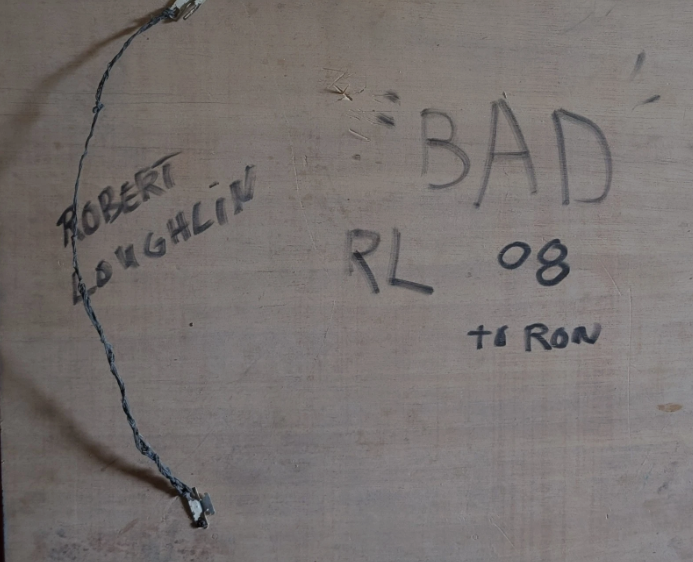 "BAD"
ROBERT
LOUGHLIN
RL 08
to RON